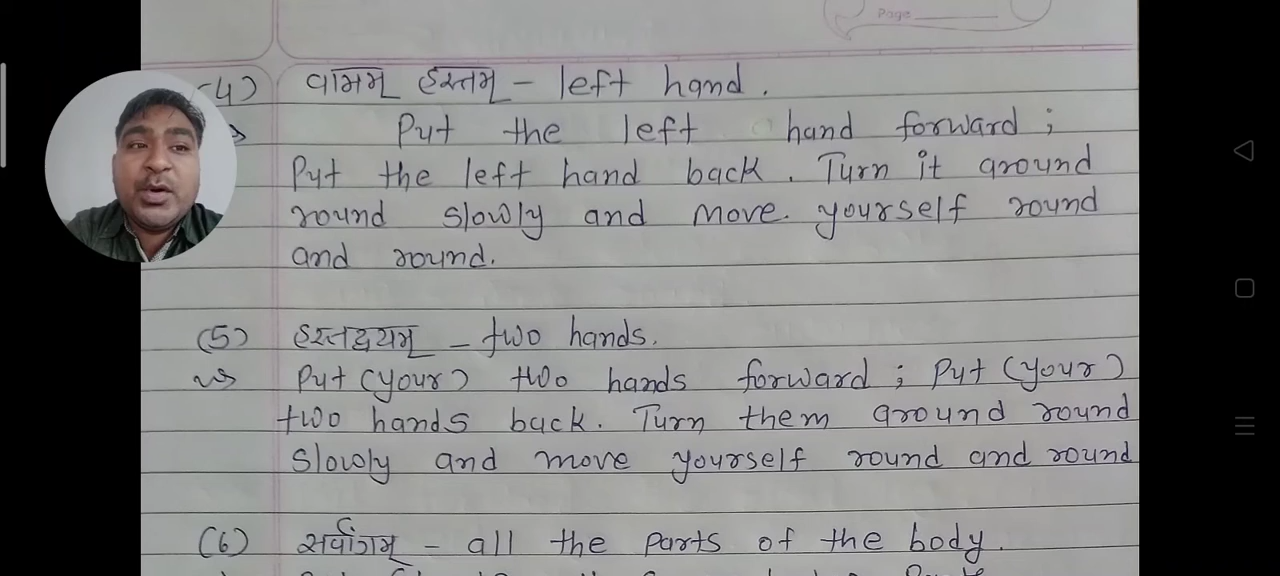 Page
(4) वामम् हस्तम् - left hand.
Put the left hand forward ;
Put the left hand back . Turn it around
round slowly and move yourself round
and round.
(5) हस्तद्वयम् - two hands.
Put (your) two hands forward ; Put (your)
two hands back. Turn them around round
slowly and move yourself round and round
(6) सर्वांगम् - all the parts of the body.